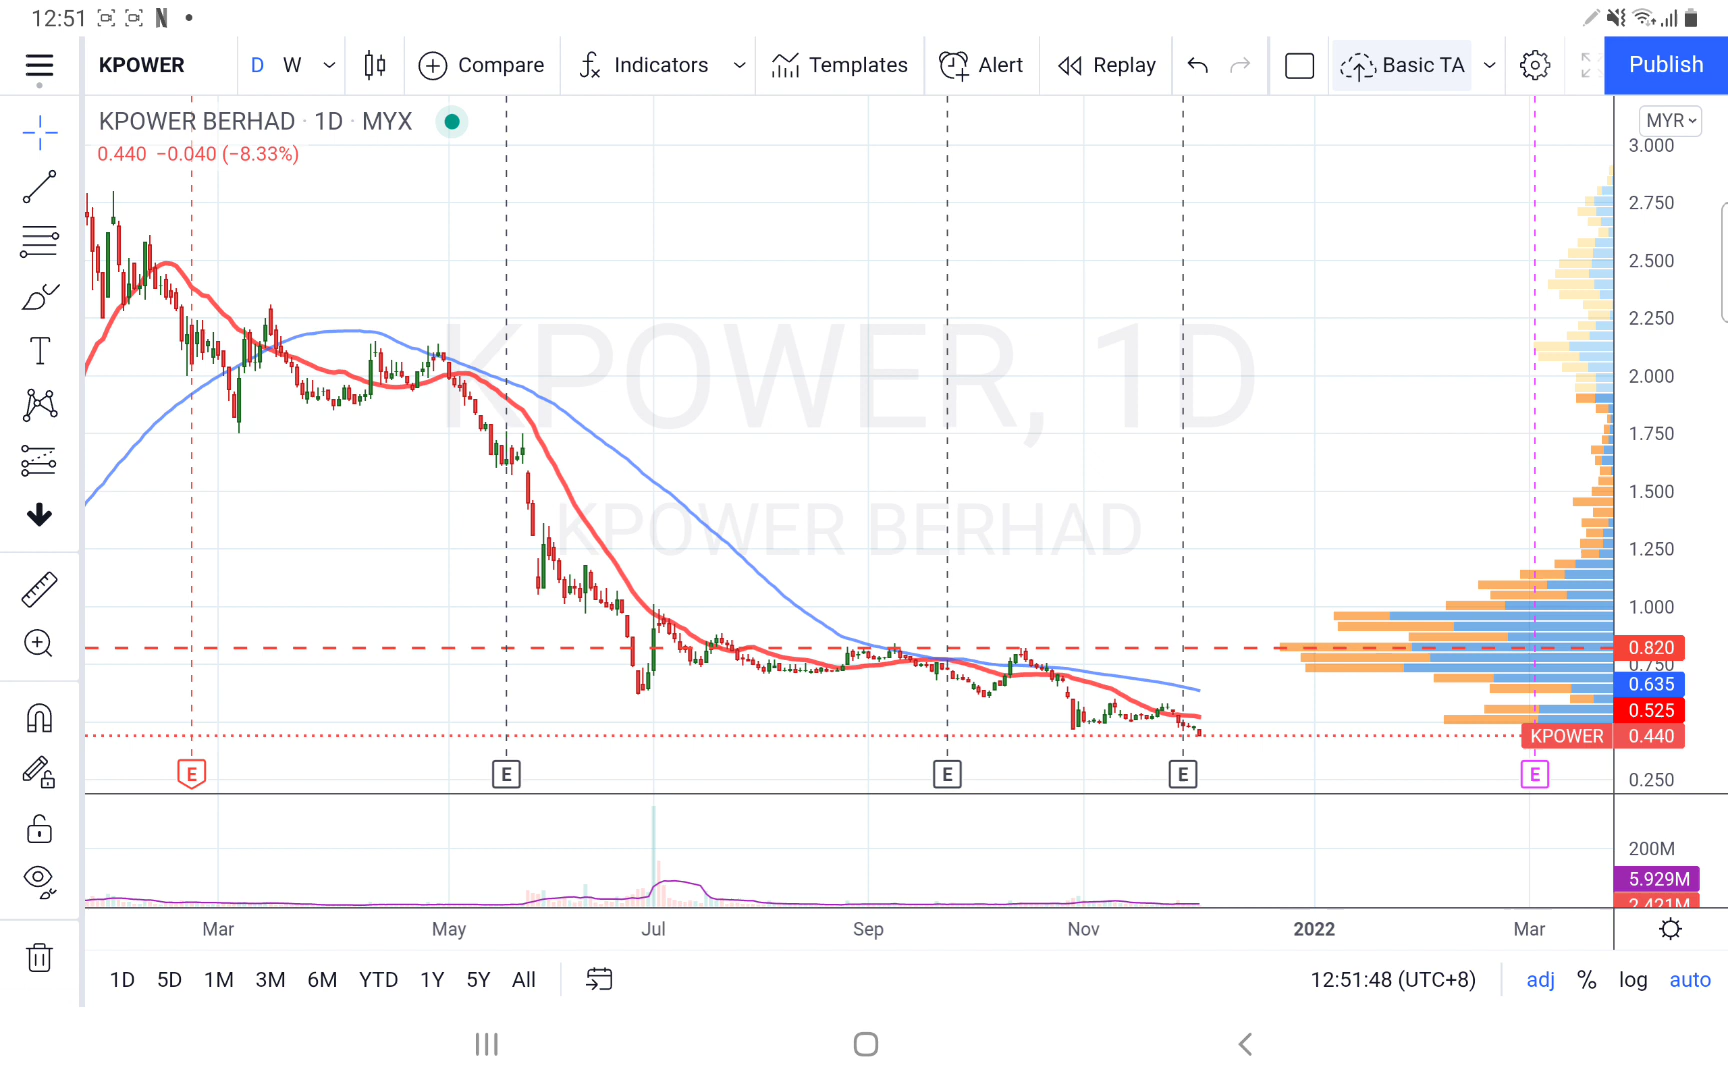 12:51 N
KPOWER D W Compare Indicators Templates Alert Replay Basic TA Publish
KPOWER BERHAD · 1D · MYX
0.440 −0.040 (−8.33%)
MYR
3.000
2.750
2.500
2.250
2.000
1.750
1.500
1.250
1.000
0.820
0.750
0.635
0.525
KPOWER 0.440
0.250
KPOWER, 1D
KPOWER BERHAD
E E E E E
200M
5.929M
2.421M
Mar May Jul Sep Nov 2022 Mar
1D 5D 1M 3M 6M YTD 1Y 5Y All 12:51:48 (UTC+8) adj % log auto